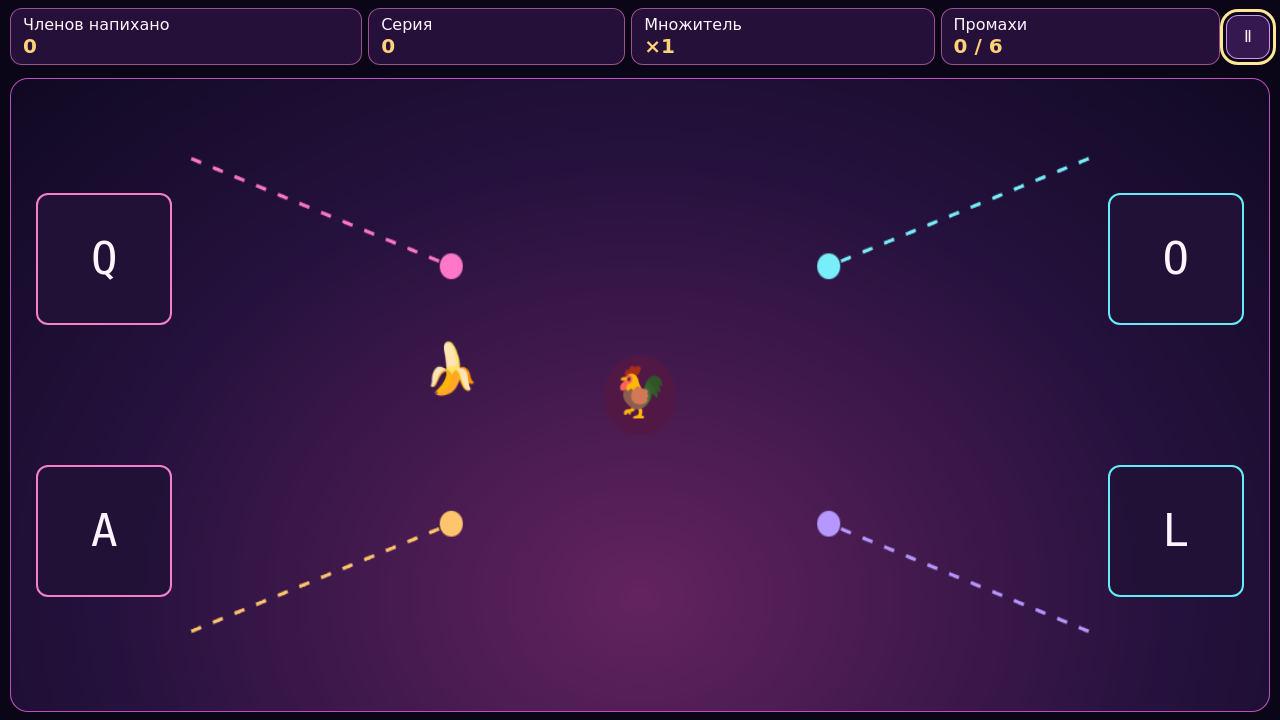 Членов напихано
0
Серия
0
Множитель
×1
Промахи
0 / 6
Ⅱ
Q
O
A
L